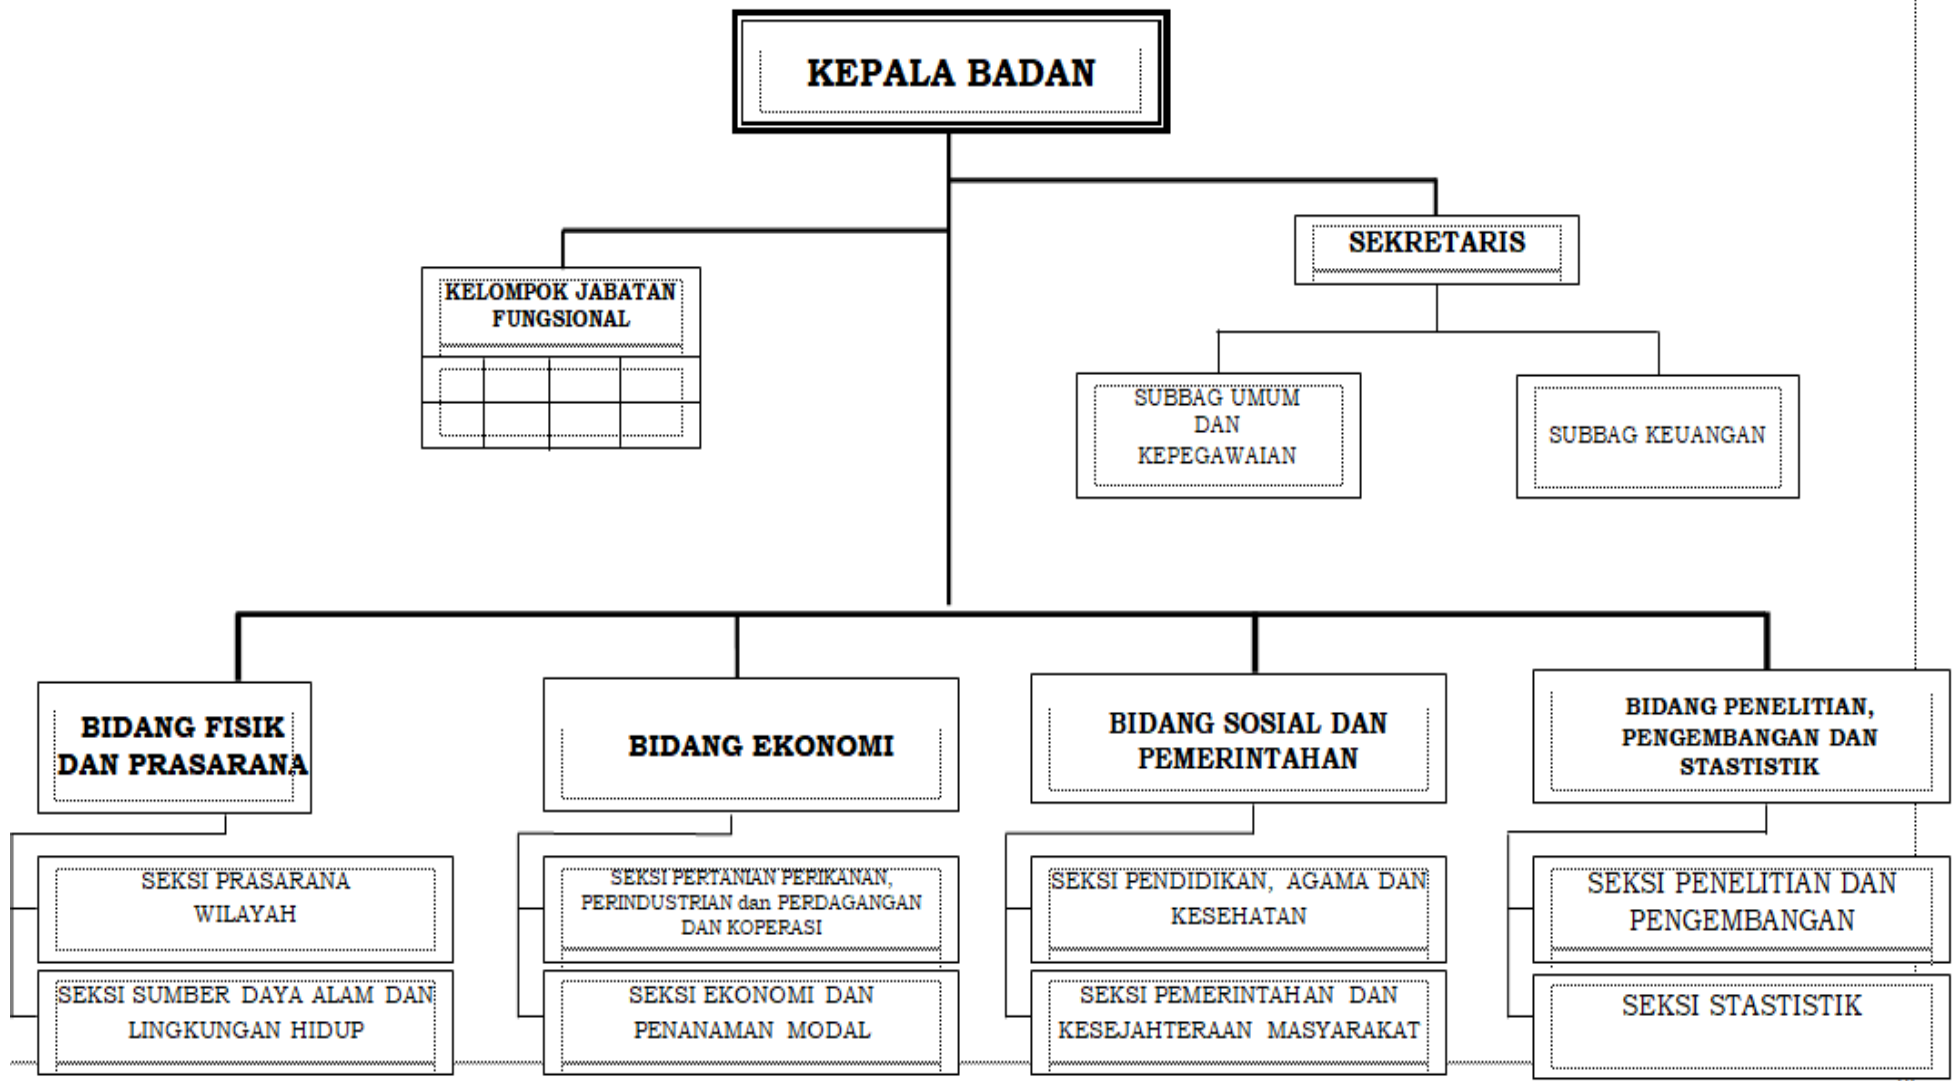 KEPALA BADAN
SEKRETARIS
KELOMPOK JABATAN
FUNGSIONAL
SUBBAG UMUM
DAN
KEPEGAWAIAN
SUBBAG KEUANGAN
BIDANG FISIK
DAN PRASARANA
BIDANG EKONOMI
BIDANG SOSIAL DAN
PEMERINTAHAN
BIDANG PENELITIAN,
PENGEMBANGAN DAN
STASTISTIK
SEKSI PRASARANA
WILAYAH
SEKSI PERTANIAN PERIKANAN,
PERINDUSTRIAN dan PERDAGANGAN
DAN KOPERASI
SEKSI PENDIDIKAN, AGAMA DAN
KESEHATAN
SEKSI PENELITIAN DAN
PENGEMBANGAN
SEKSI SUMBER DAYA ALAM DAN
LINGKUNGAN HIDUP
SEKSI EKONOMI DAN
PENANAMAN MODAL
SEKSI PEMERINTAHAN DAN
KESEJAHTERAAN MASYARAKAT
SEKSI STASTISTIK